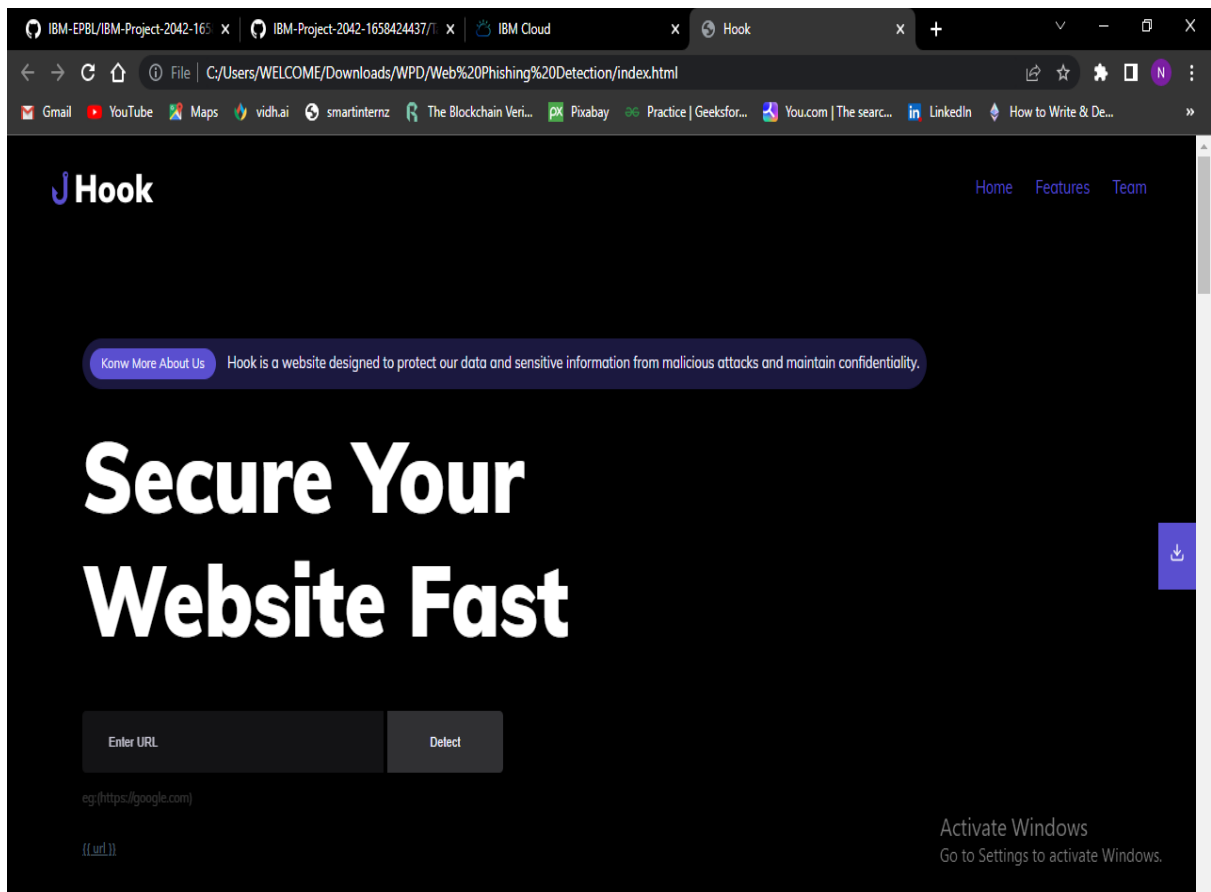 IBM-EPBL/IBM-Project-2042-165
IBM-Project-2042-1658424437/T
IBM Cloud
Hook
File
C:/Users/WELCOME/Downloads/WPD/Web%20Phishing%20Detection/index.html
N
Gmail
YouTube
Maps
vidh.ai
smartinternz
The Blockchain Veri...
px Pixabay
Practice | Geeksfor...
You.com | The searc...
in LinkedIn
How to Write & De...
»
Hook
Home Features Team
Konw More About Us
Hook is a website designed to protect our data and sensitive information from malicious attacks and maintain confidentiality.
Secure Your
Website Fast
Enter URL
Detect
eg:(https://google.com)
{{ url }}
Activate Windows
Go to Settings to activate Windows.